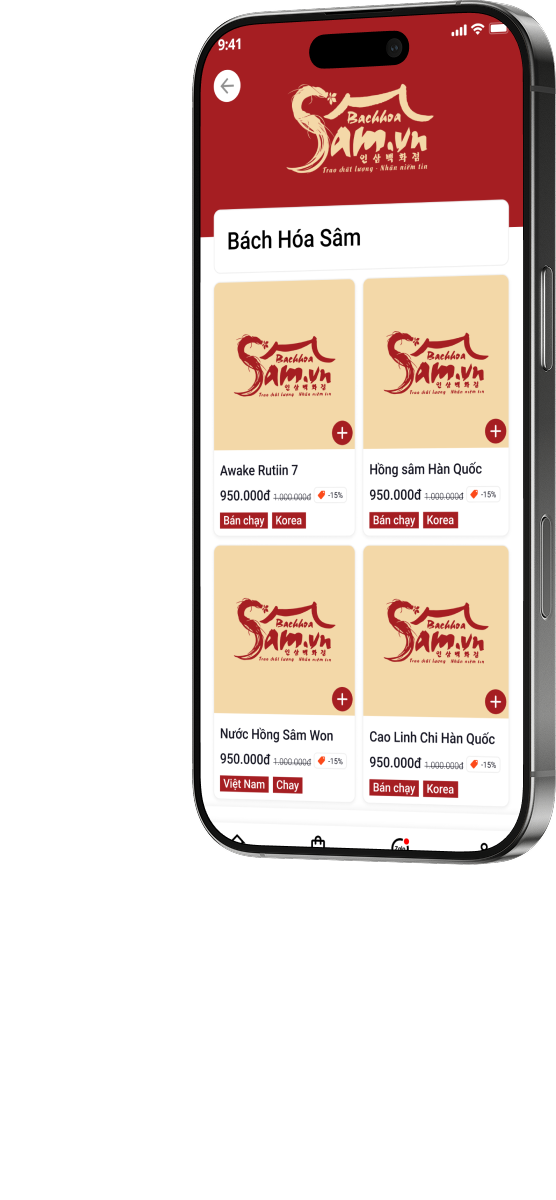 9:41
Bachhoa
Sam.vn
인삼백화점
Trao chất lượng - Nhận niềm tin
Bách Hóa Sâm
Bachhoa
Sam.vn
인삼백화점
Trao chất lượng - Nhận niềm tin
Bachhoa
Sam.vn
인삼백화점
Trao chất lượng - Nhận niềm tin
Awake Rutiin 7
950.000đ 1.000.000đ -15%
Bán chạy Korea
Hồng sâm Hàn Quốc
950.000đ 1.000.000đ -15%
Bán chạy Korea
Bachhoa
Sam.vn
인삼백화점
Trao chất lượng - Nhận niềm tin
Bachhoa
Sam.vn
인삼백화점
Trao chất lượng - Nhận niềm tin
Nước Hồng Sâm Won
950.000đ 1.000.000đ -15%
Việt Nam Chay
Cao Linh Chi Hàn Quốc
950.000đ 1.000.000đ -15%
Bán chạy Korea
Zalo